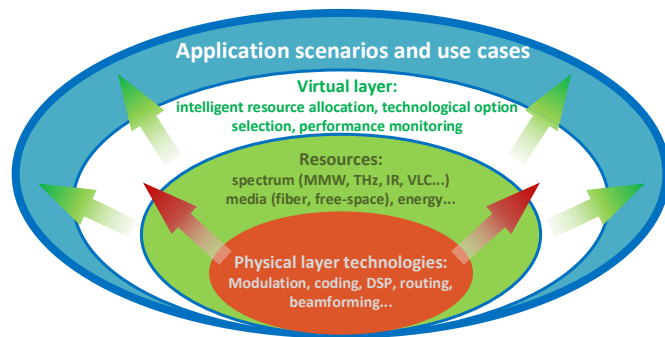 Application scenarios and use cases
Virtual layer:
intelligent resource allocation, technological option
selection, performance monitoring
Resources:
spectrum (MMW, THz, IR, VLC...)
media (fiber, free-space), energy...
Physical layer technologies:
Modulation, coding, DSP, routing,
beamforming...